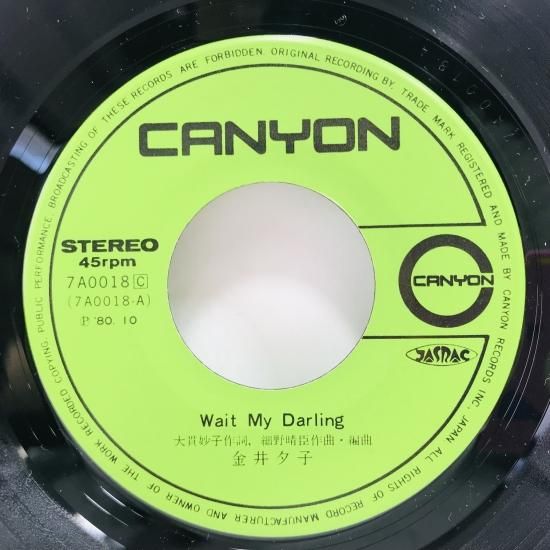 CANYON
STEREO
45rpm
7A0018 C
(7A0018-A)
Ⓟ '80. 10
CANYON
JASRAC
Wait My Darling
大貫妙子作詞、細野晴臣作曲・編曲
金井夕子
ALL RIGHTS OF RECORD MANUFACTURER AND OWNER OF THE WORK RECORDED COPYING, PUBLIC PERFORMANCE, BROADCASTING OF THESE RECORDS ARE FORBIDDEN ORIGINAL RECORDING BY, TRADE MARK REGISTERED AND MADE BY CANYON RECORDS INC. JAPAN